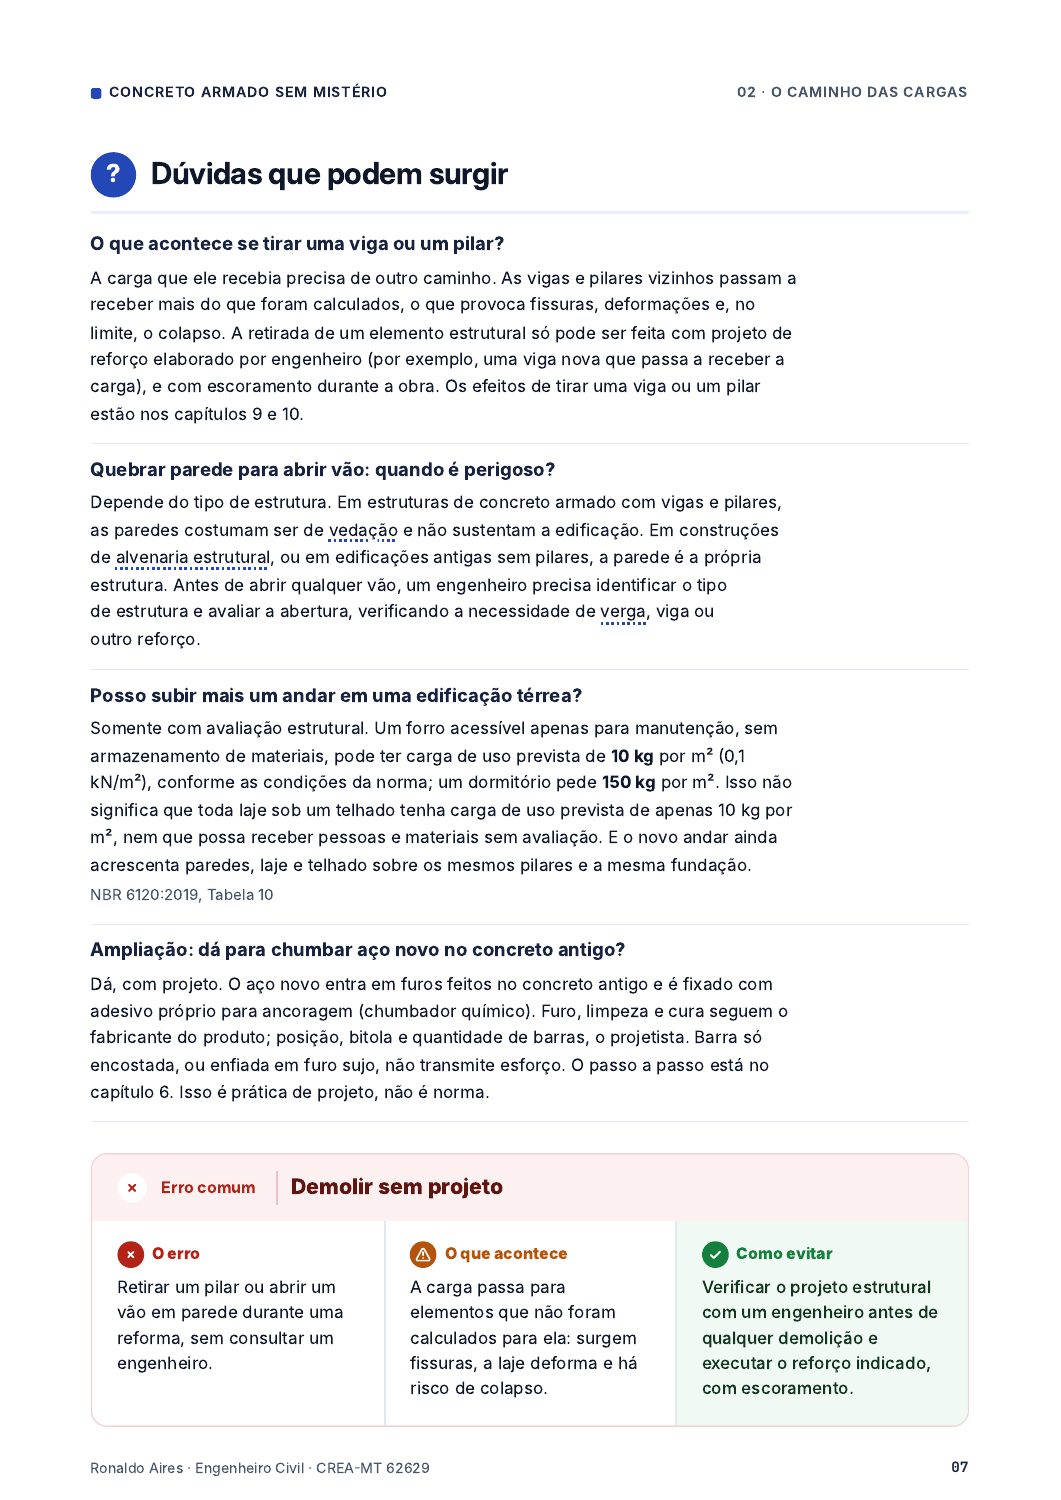 CONCRETO ARMADO SEM MISTÉRIO
02 · O CAMINHO DAS CARGAS
?
Dúvidas que podem surgir
O que acontece se tirar uma viga ou um pilar?
A carga que ele recebia precisa de outro caminho. As vigas e pilares vizinhos passam a
receber mais do que foram calculados, o que provoca fissuras, deformações e, no
limite, o colapso. A retirada de um elemento estrutural só pode ser feita com projeto de
reforço elaborado por engenheiro (por exemplo, uma viga nova que passa a receber a
carga), e com escoramento durante a obra. Os efeitos de tirar uma viga ou um pilar
estão nos capítulos 9 e 10.
Quebrar parede para abrir vão: quando é perigoso?
Depende do tipo de estrutura. Em estruturas de concreto armado com vigas e pilares,
as paredes costumam ser de vedação e não sustentam a edificação. Em construções
de alvenaria estrutural, ou em edificações antigas sem pilares, a parede é a própria
estrutura. Antes de abrir qualquer vão, um engenheiro precisa identificar o tipo
de estrutura e avaliar a abertura, verificando a necessidade de verga, viga ou
outro reforço.
Posso subir mais um andar em uma edificação térrea?
Somente com avaliação estrutural. Um forro acessível apenas para manutenção, sem
armazenamento de materiais, pode ter carga de uso prevista de 10 kg por m² (0,1
kN/m²), conforme as condições da norma; um dormitório pede 150 kg por m². Isso não
significa que toda laje sob um telhado tenha carga de uso prevista de apenas 10 kg por
m², nem que possa receber pessoas e materiais sem avaliação. E o novo andar ainda
acrescenta paredes, laje e telhado sobre os mesmos pilares e a mesma fundação.
NBR 6120:2019, Tabela 10
Ampliação: dá para chumbar aço novo no concreto antigo?
Dá, com projeto. O aço novo entra em furos feitos no concreto antigo e é fixado com
adesivo próprio para ancoragem (chumbador químico). Furo, limpeza e cura seguem o
fabricante do produto; posição, bitola e quantidade de barras, o projetista. Barra só
encostada, ou enfiada em furo sujo, não transmite esforço. O passo a passo está no
capítulo 6. Isso é prática de projeto, não é norma.
Erro comum
Demolir sem projeto
O erro
Retirar um pilar ou abrir um
vão em parede durante uma
reforma, sem consultar um
engenheiro.
O que acontece
A carga passa para
elementos que não foram
calculados para ela: surgem
fissuras, a laje deforma e há
risco de colapso.
Como evitar
Verificar o projeto estrutural
com um engenheiro antes de
qualquer demolição e
executar o reforço indicado,
com escoramento.
Ronaldo Aires · Engenheiro Civil · CREA-MT 62629
07